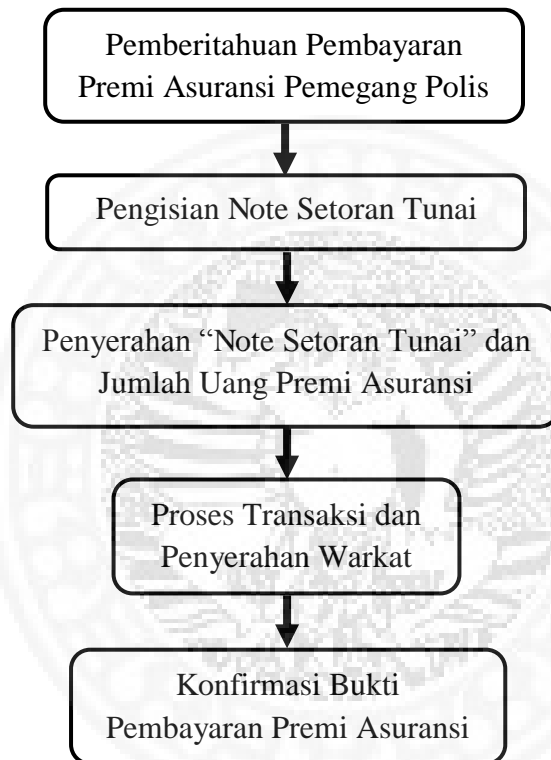 Pemberitahuan Pembayaran
Premi Asuransi Pemegang Polis
Pengisian Note Setoran Tunai
Penyerahan “Note Setoran Tunai” dan
Jumlah Uang Premi Asuransi
Proses Transaksi dan
Penyerahan Warkat
Konfirmasi Bukti
Pembayaran Premi Asuransi